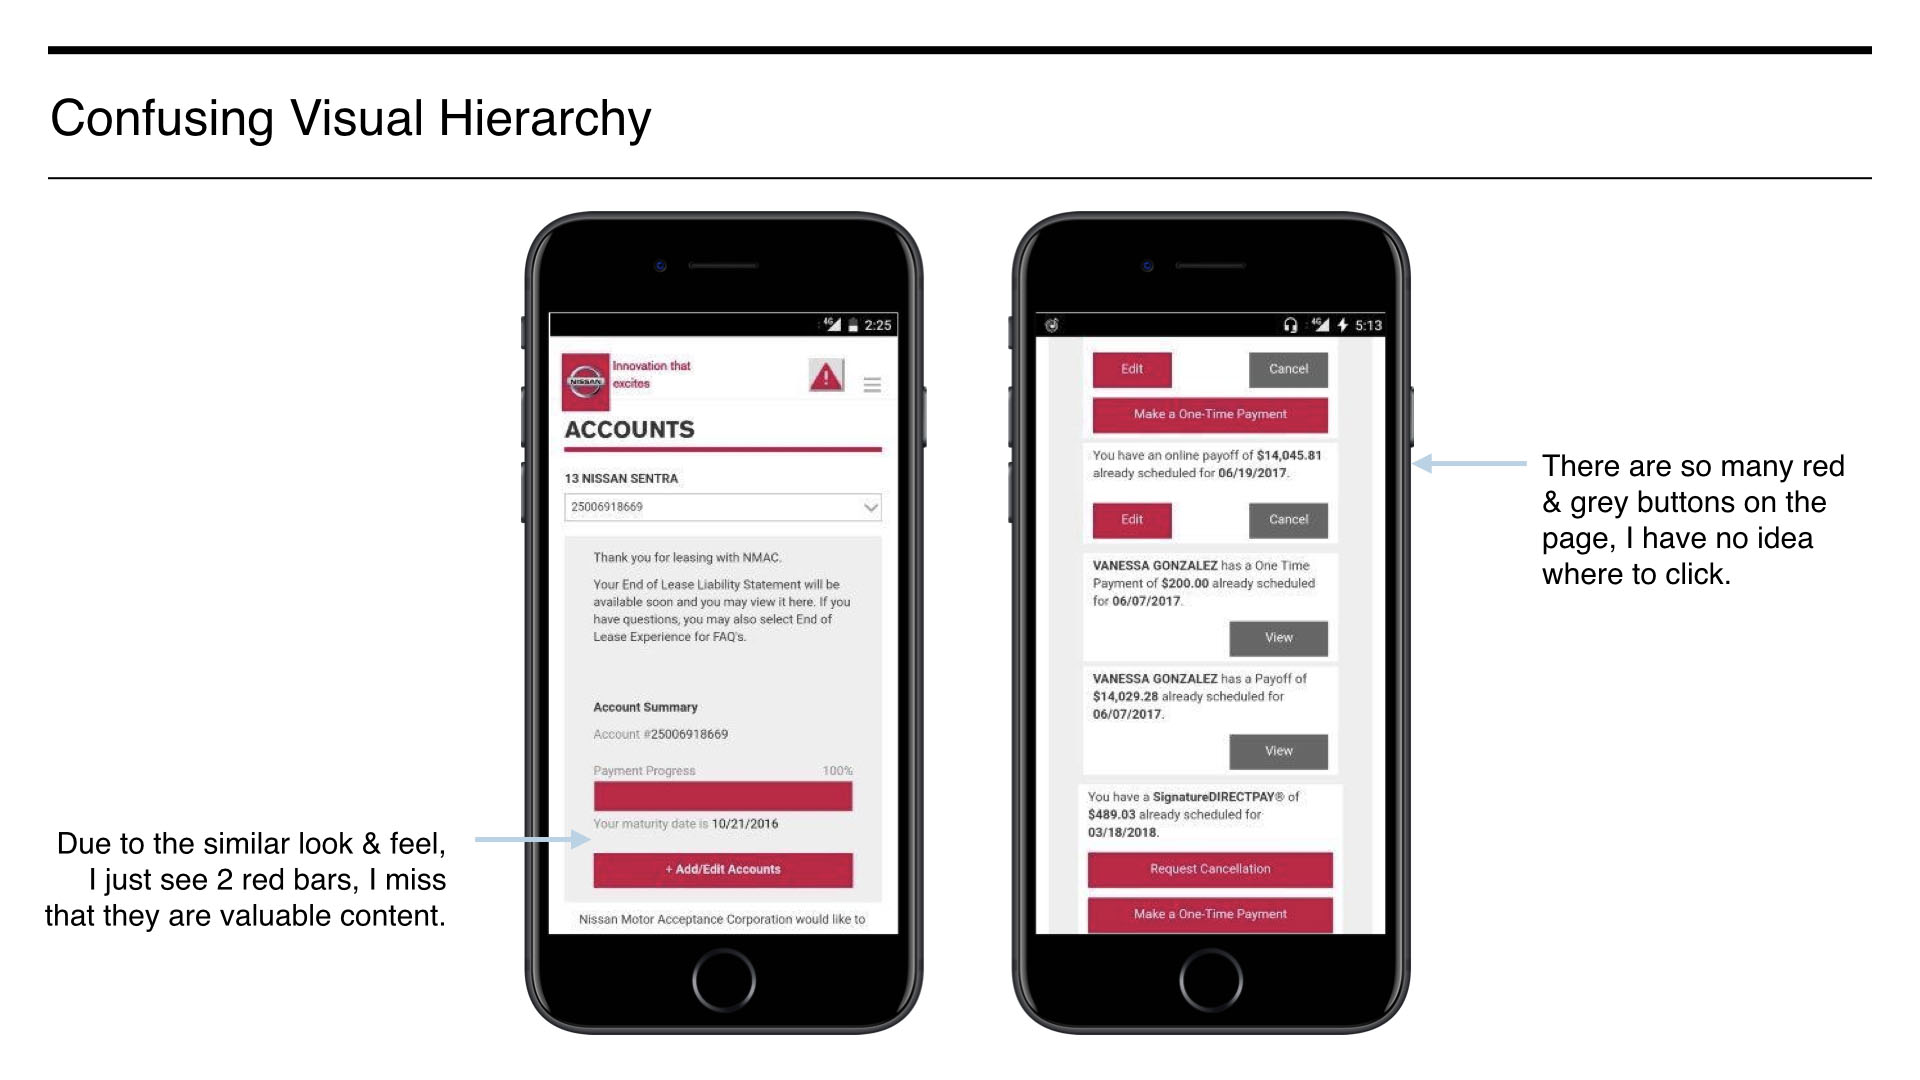 Confusing Visual Hierarchy
4G 2:25
NISSAN
Innovation that
excites
ACCOUNTS
13 NISSAN SENTRA
25006918669
Thank you for leasing with NMAC.
Your End of Lease Liability Statement will be
available soon and you may view it here. If you
have questions, you may also select End of
Lease Experience for FAQ's.
Account Summary
Account #25006918669
Payment Progress 100%
Your maturity date is 10/21/2016
+ Add/Edit Accounts
Nissan Motor Acceptance Corporation would like to
Due to the similar look & feel,
I just see 2 red bars, I miss
that they are valuable content.
4G 5:13
Edit Cancel
Make a One-Time Payment
You have an online payoff of $14,045.81
already scheduled for 06/19/2017.
Edit Cancel
VANESSA GONZALEZ has a One Time
Payment of $200.00 already scheduled
for 06/07/2017.
View
VANESSA GONZALEZ has a Payoff of
$14,029.28 already scheduled for
06/07/2017.
View
You have a SignatureDIRECTPAY® of
$489.03 already scheduled for
03/18/2018.
Request Cancellation
Make a One-Time Payment
There are so many red
& grey buttons on the
page, I have no idea
where to click.